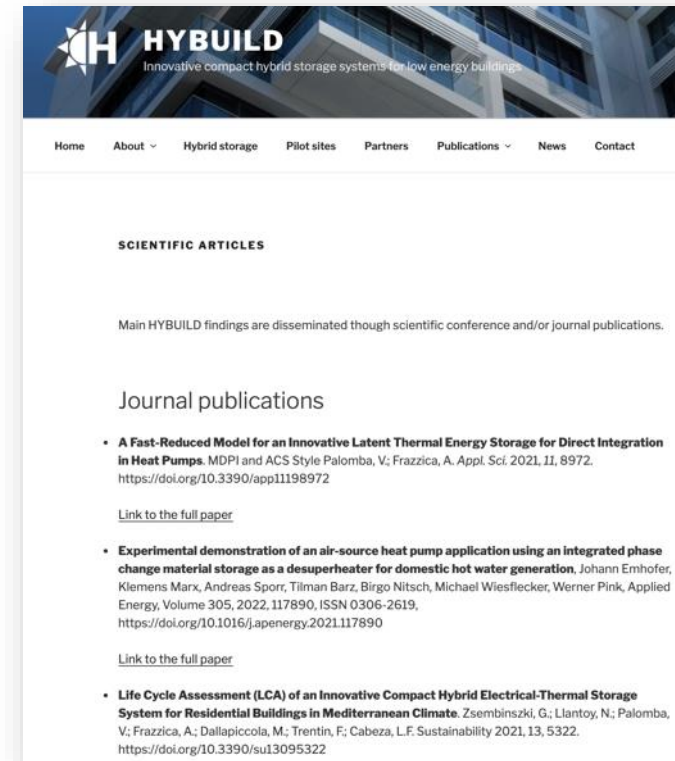 H
HYBUILD
Innovative compact hybrid storage systems for low energy buildings
Home About Hybrid storage Pilot sites Partners Publications News Contact
SCIENTIFIC ARTICLES
Main HYBUILD findings are disseminated though scientific conference and/or journal publications.
Journal publications
• A Fast-Reduced Model for an Innovative Latent Thermal Energy Storage for Direct Integration
in Heat Pumps. MDPI and ACS Style Palomba, V.; Frazzica, A. Appl. Sci. 2021, 11, 8972.
https://doi.org/10.3390/app11198972
Link to the full paper
• Experimental demonstration of an air-source heat pump application using an integrated phase
change material storage as a desuperheater for domestic hot water generation, Johann Emhofer,
Klemens Marx, Andreas Sporr, Tilman Barz, Birgo Nitsch, Michael Wiesflecker, Werner Pink, Applied
Energy, Volume 305, 2022, 117890, ISSN 0306-2619,
https://doi.org/10.1016/j.apenergy.2021.117890
Link to the full paper
• Life Cycle Assessment (LCA) of an Innovative Compact Hybrid Electrical-Thermal Storage
System for Residential Buildings in Mediterranean Climate. Zsembinszki, G.; Llantoy, N.; Palomba,
V.; Frazzica, A.; Dallapiccola, M.; Trentin, F.; Cabeza, L.F. Sustainability 2021, 13, 5322.
https://doi.org/10.3390/su13095322